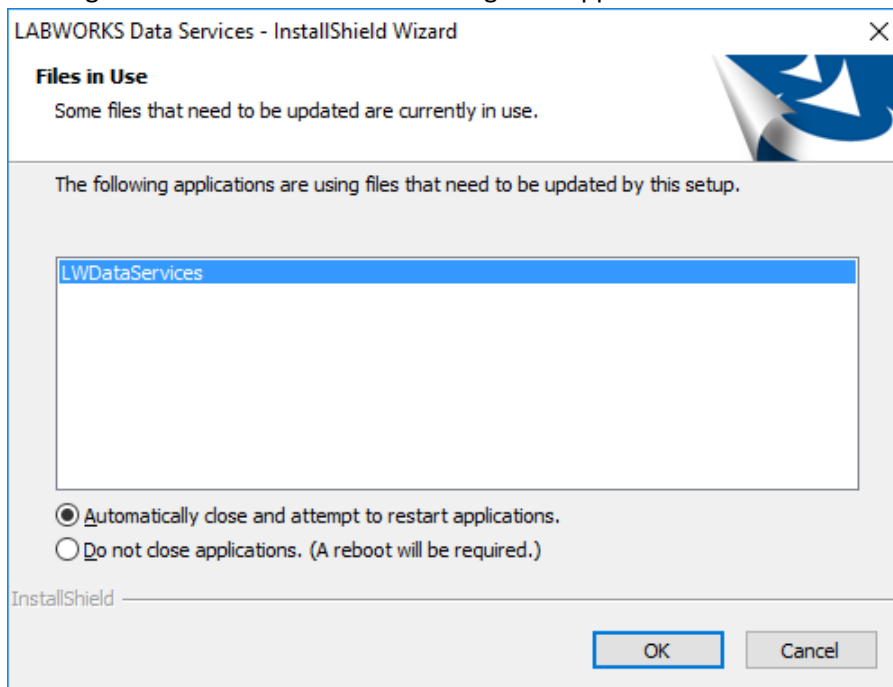 LABWORKS Data Services - InstallShield Wizard
Files in Use
Some files that need to be updated are currently in use.
The following applications are using files that need to be updated by this setup.
LWDataServices
Automatically close and attempt to restart applications.
Do not close applications. (A reboot will be required.)
InstallShield
OK Cancel